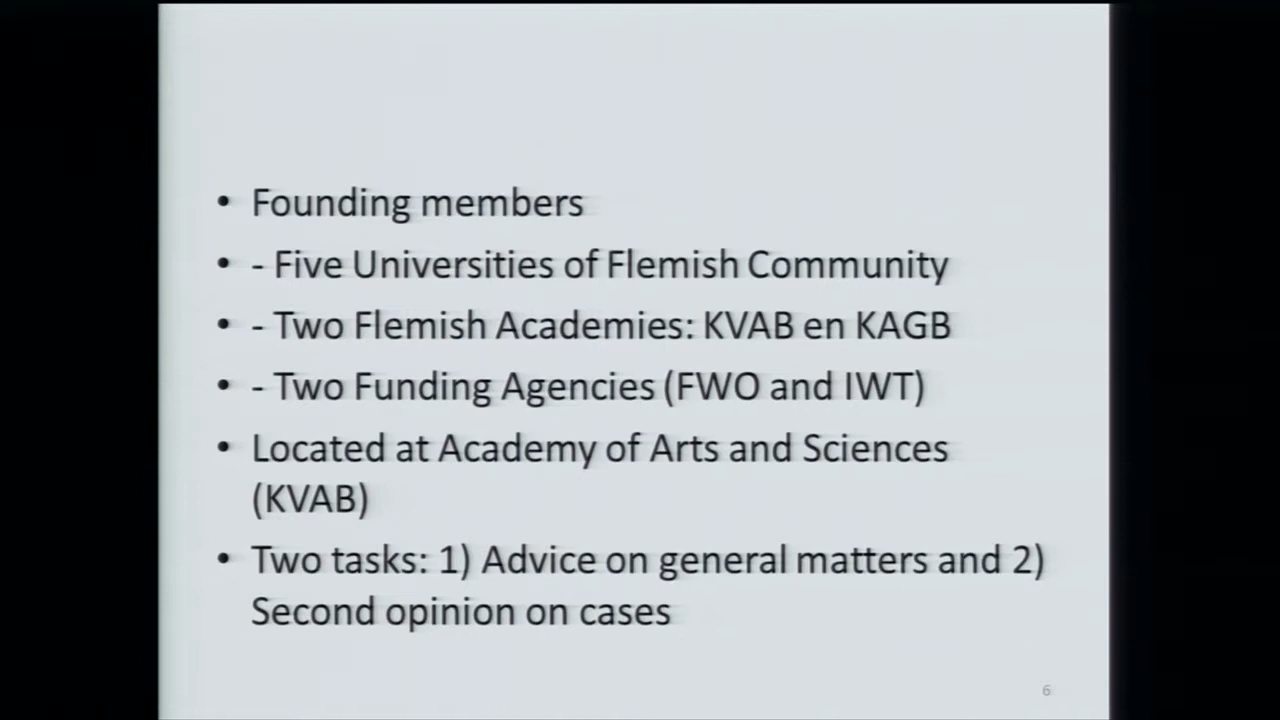 • Founding members
• - Five Universities of Flemish Community
• - Two Flemish Academies: KVAB en KAGB
• - Two Funding Agencies (FWO and IWT)
• Located at Academy of Arts and Sciences
(KVAB)
• Two tasks: 1) Advice on general matters and 2)
Second opinion on cases
6